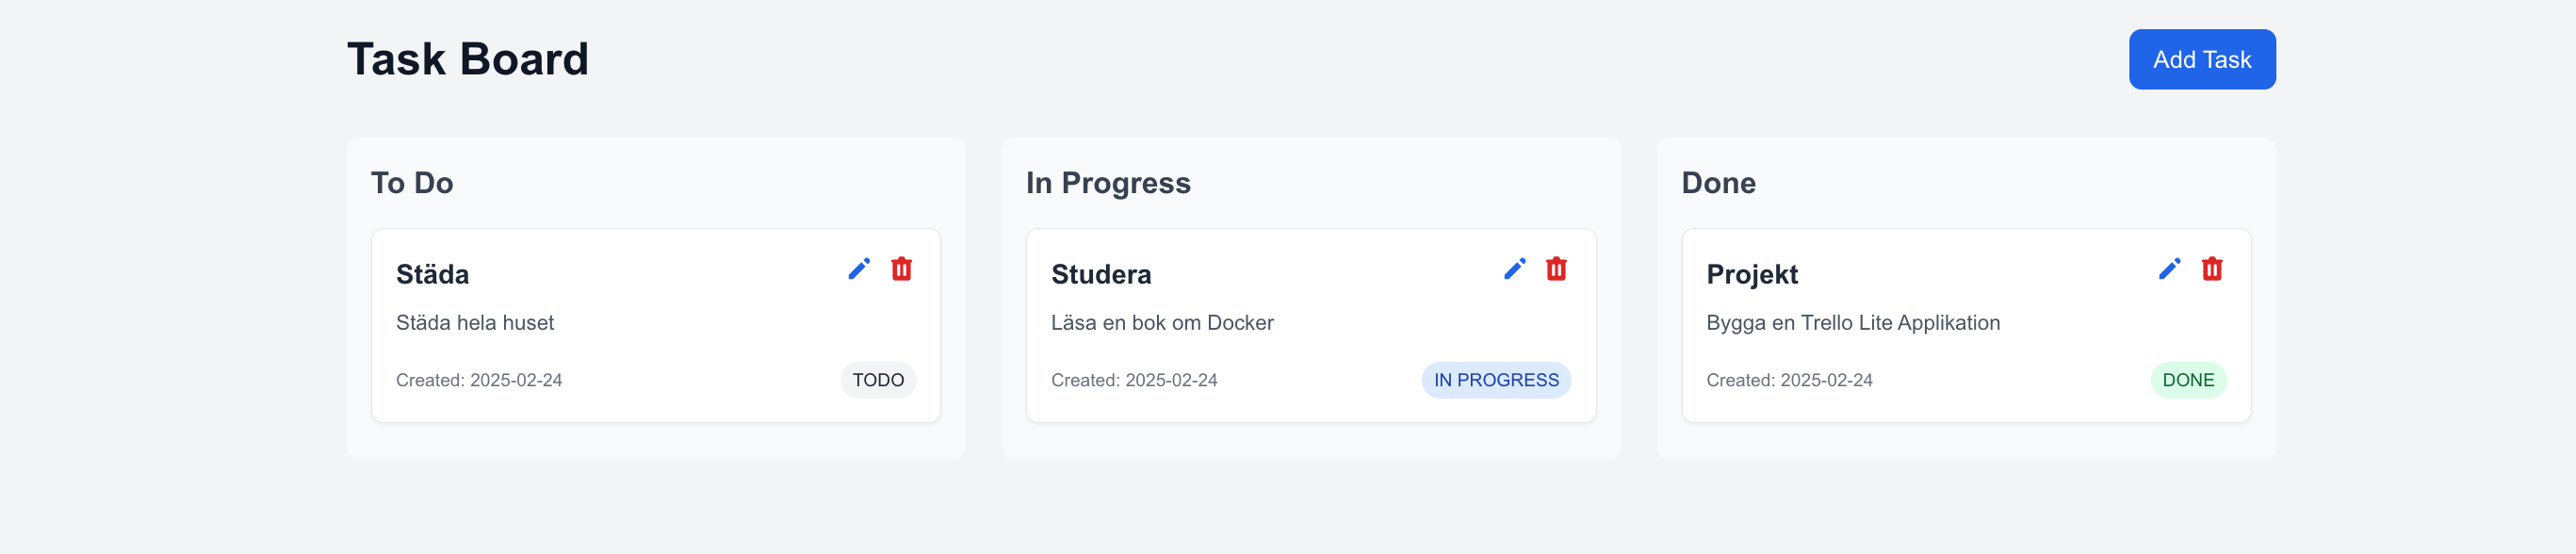 Task Board
Add Task
To Do
Städa
Städa hela huset
Created: 2025-02-24
TODO
In Progress
Studera
Läsa en bok om Docker
Created: 2025-02-24
IN PROGRESS
Done
Projekt
Bygga en Trello Lite Applikation
Created: 2025-02-24
DONE